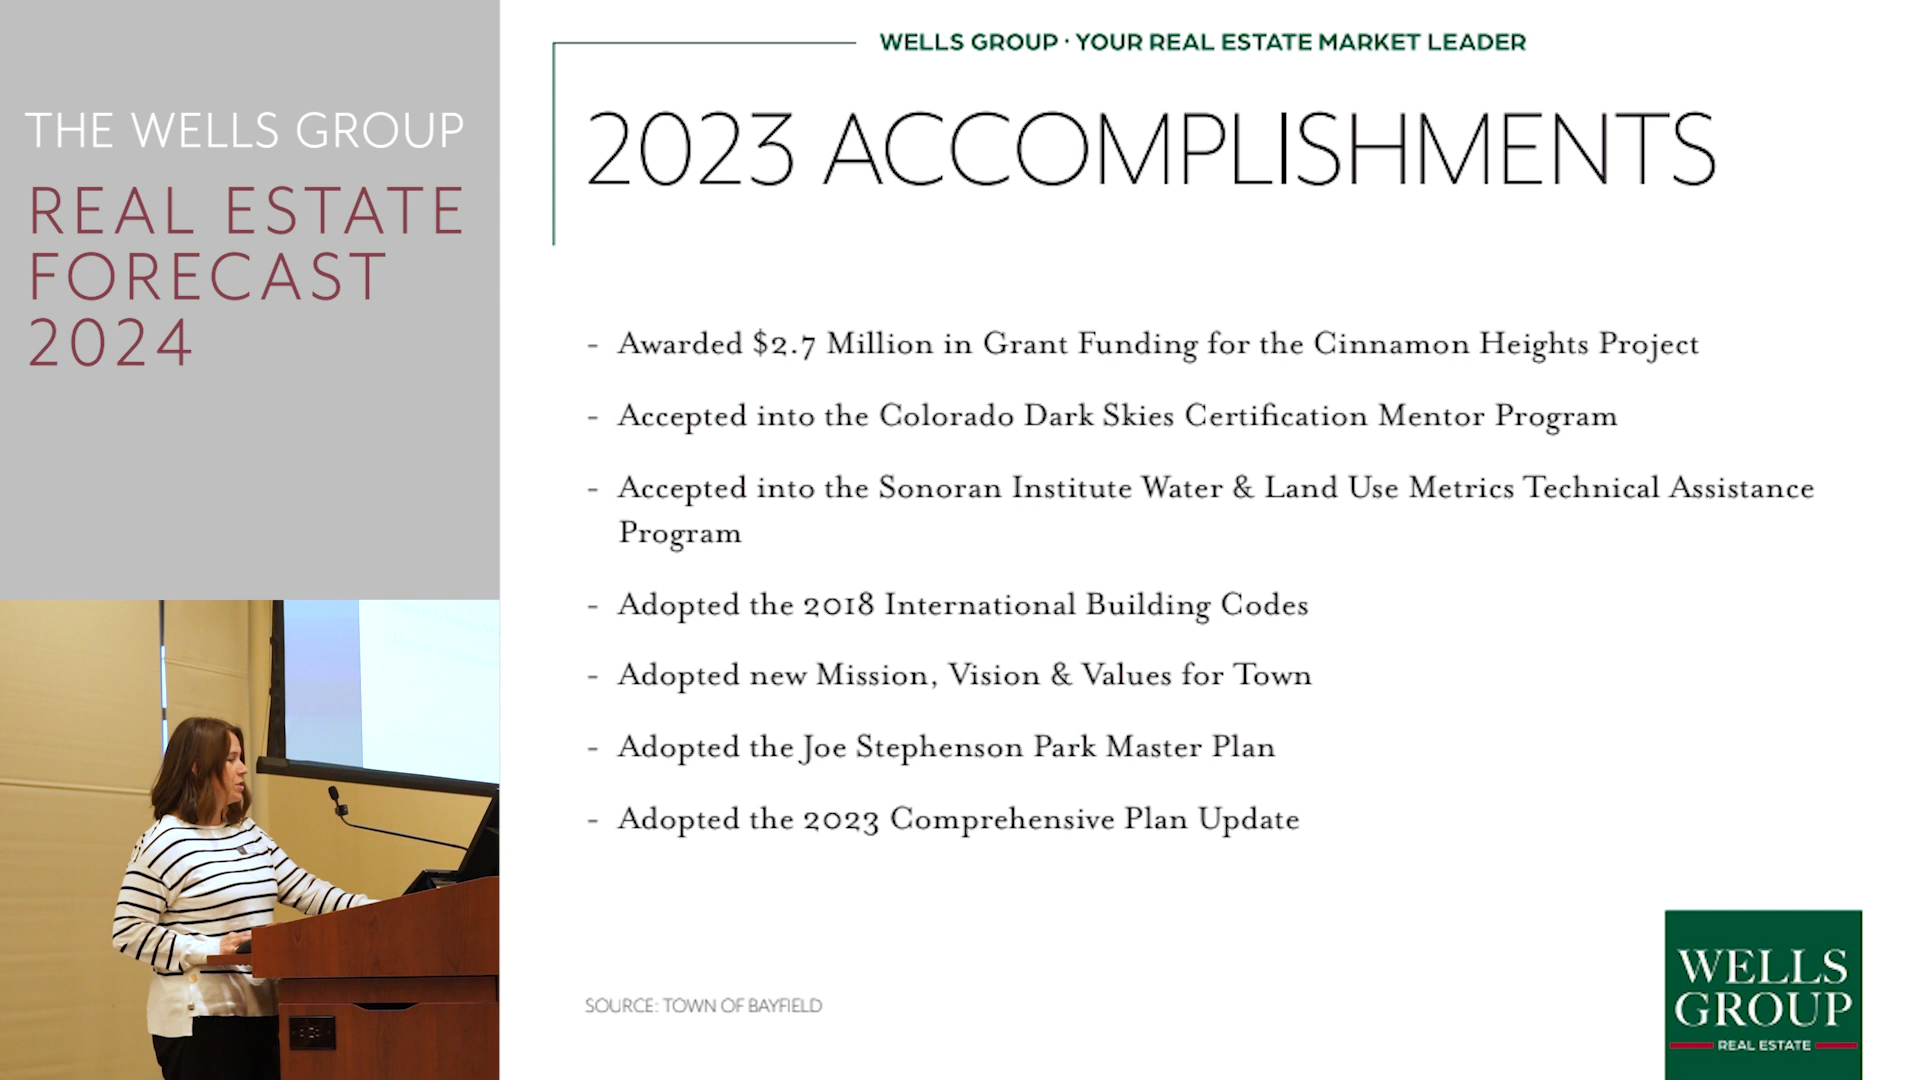 THE WELLS GROUP
REAL ESTATE
FORECAST
2024
WELLS GROUP · YOUR REAL ESTATE MARKET LEADER
2023 ACCOMPLISHMENTS
- Awarded $2.7 Million in Grant Funding for the Cinnamon Heights Project
- Accepted into the Colorado Dark Skies Certification Mentor Program
- Accepted into the Sonoran Institute Water & Land Use Metrics Technical Assistance
Program
- Adopted the 2018 International Building Codes
- Adopted new Mission, Vision & Values for Town
- Adopted the Joe Stephenson Park Master Plan
- Adopted the 2023 Comprehensive Plan Update
SOURCE: TOWN OF BAYFIELD
WELLS
GROUP
REAL ESTATE